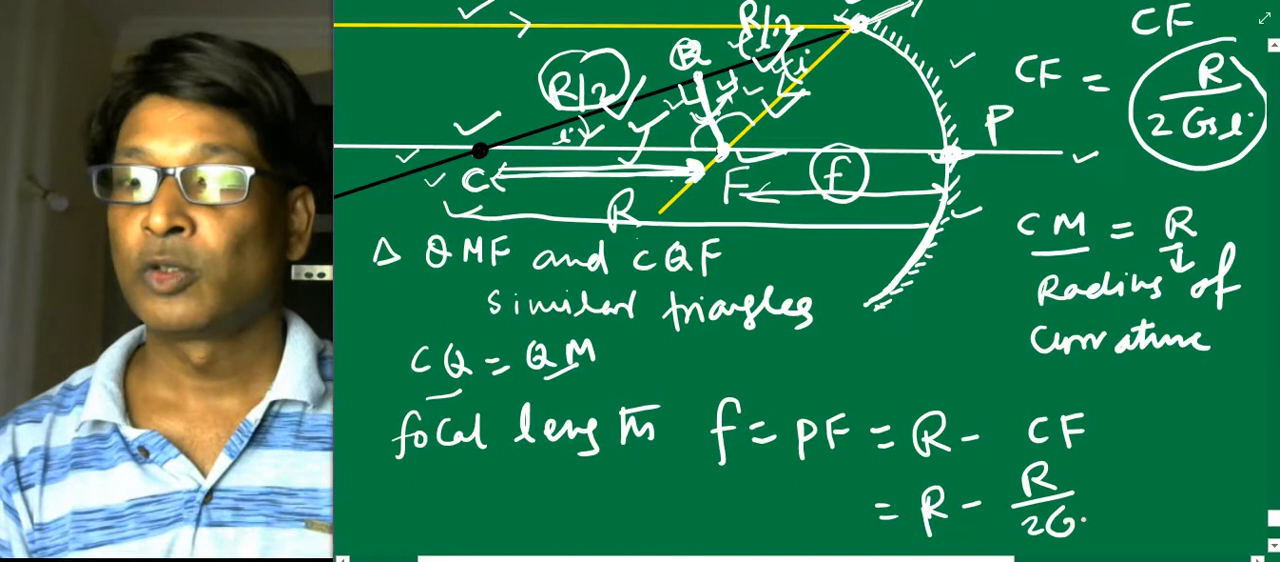 CF
R/2
Q
R/2
i
i
CF = R / 2 Cos i
P
i
C
F
f
R
CM = R
Radius of
Curvature
Δ QMF and CQF
Similar triangles
CQ = QM
focal length f = PF = R - CF
= R - R / 2C